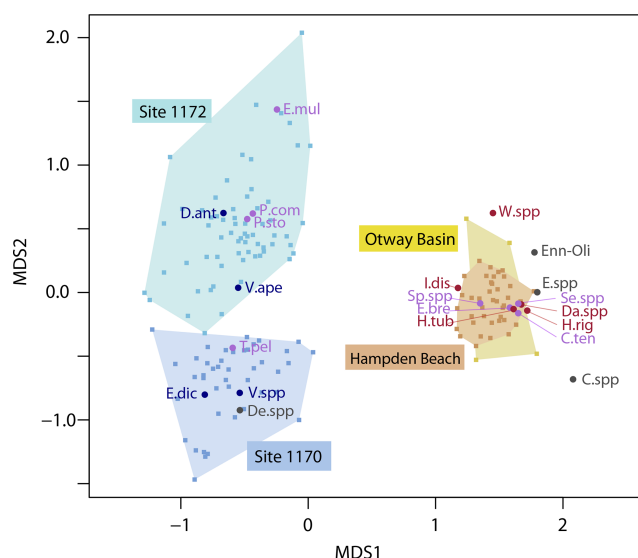 2.0
1.0
0.0
−1.0
MDS2
Site 1172
E.mul
D.ant
P.com
P.sto
V.ape
T.pel
E.dic
V.spp
De.spp
Site 1170
W.spp
Otway Basin
Enn-Oli
I.dis
E.spp
Sp.spp
Se.spp
E.bre
Da.spp
H.tub
H.rig
C.ten
Hampden Beach
C.spp
−1
0
1
2
MDS1